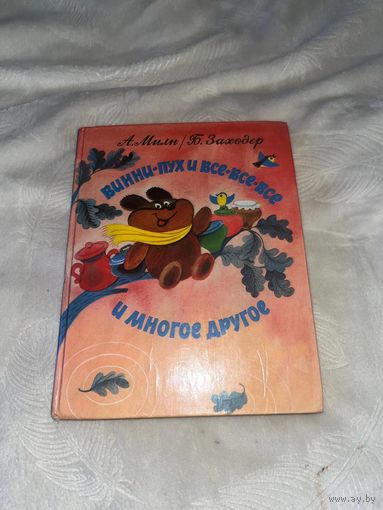 А. Милн / Б. Заходер
ВИННИ-ПУХ И ВСЕ-ВСЕ-ВСЕ
И МНОГОЕ ДРУГОЕ
www.ay.by